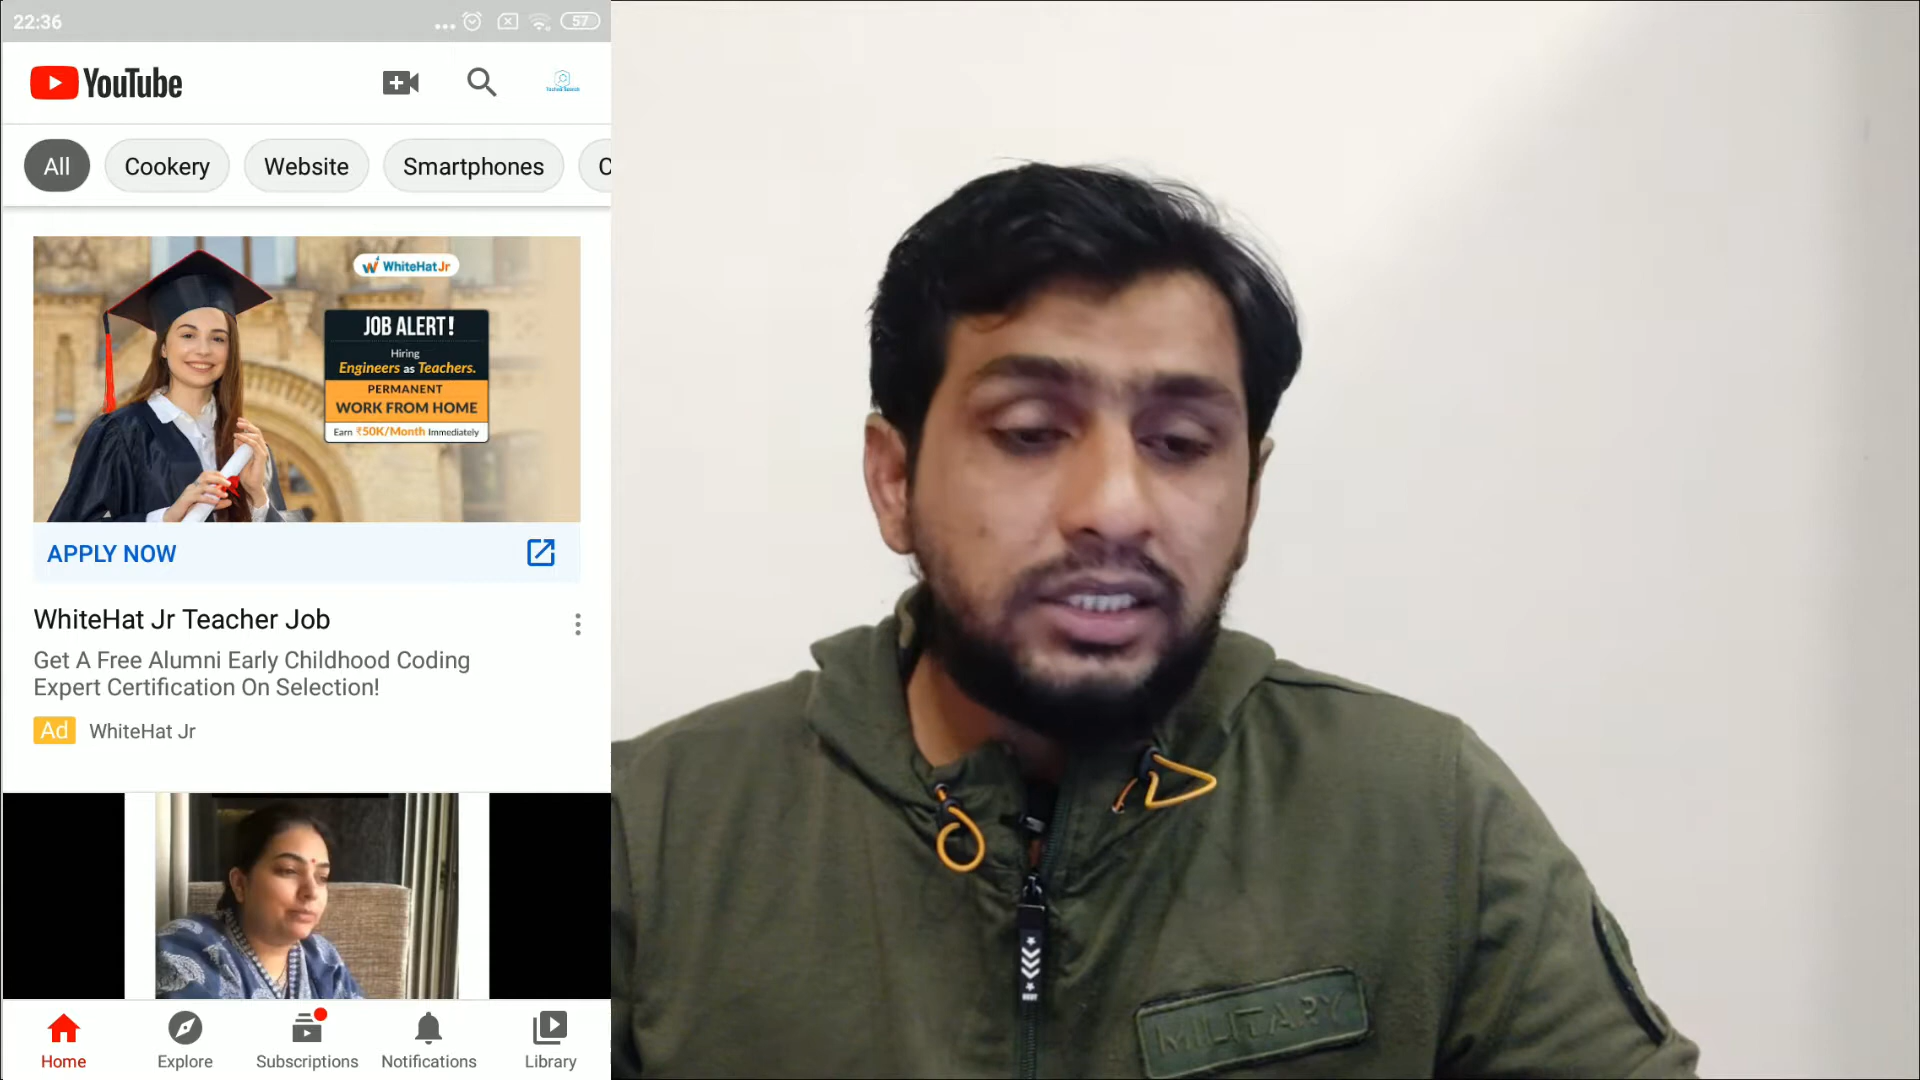 22:36
57
YouTube
All
Cookery
Website
Smartphones
C
WhiteHat Jr
JOB ALERT!
Hiring
Engineers as Teachers.
PERMANENT
WORK FROM HOME
Earn ₹50K/Month Immediately
APPLY NOW
WhiteHat Jr Teacher Job
Get A Free Alumni Early Childhood Coding
Expert Certification On Selection!
Ad WhiteHat Jr
Home
Explore
Subscriptions
Notifications
Library
MILITARY